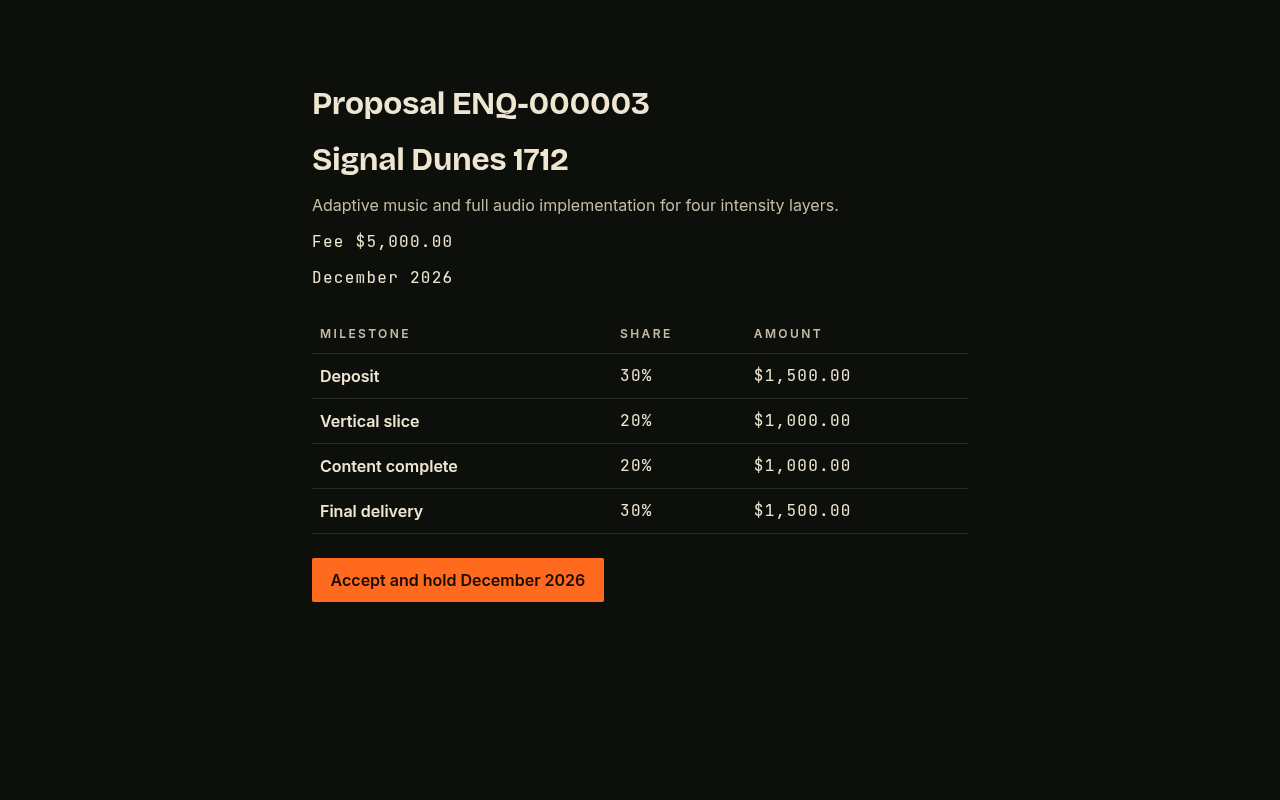 Proposal ENQ-000003
Signal Dunes 1712
Adaptive music and full audio implementation for four intensity layers.
Fee $5,000.00
December 2026
MILESTONE SHARE AMOUNT
Deposit 30% $1,500.00
Vertical slice 20% $1,000.00
Content complete 20% $1,000.00
Final delivery 30% $1,500.00
Accept and hold December 2026